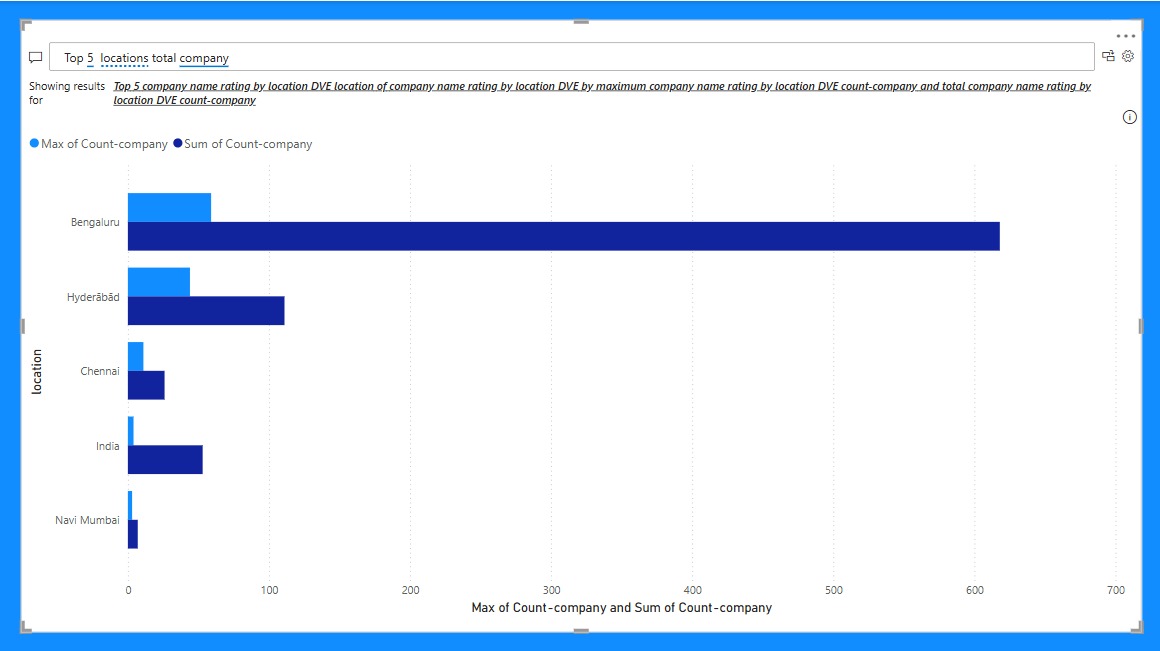 Top 5 locations total company
Showing results for
Top 5 company name rating by location DVE location of company name rating by location DVE by maximum company name rating by location DVE count-company and total company name rating by
location DVE count-company
Max of Count-company Sum of Count-company
location
Bengaluru
Hyderābād
Chennai
India
Navi Mumbai
0 100 200 300 400 500 600 700
Max of Count-company and Sum of Count-company